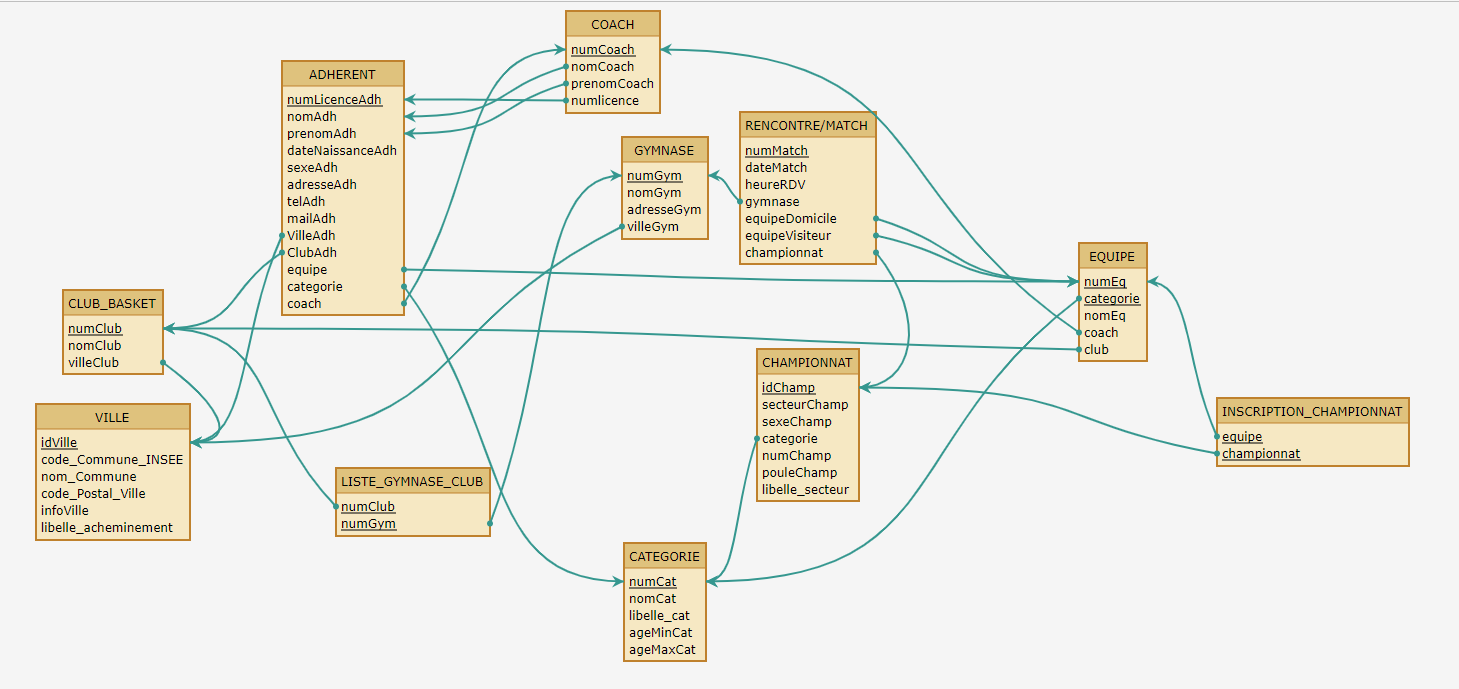 COACH
numCoach
nomCoach
prenomCoach
numlicence
ADHERENT
numLicenceAdh
nomAdh
prenomAdh
dateNaissanceAdh
sexeAdh
adresseAdh
telAdh
mailAdh
VilleAdh
ClubAdh
equipe
categorie
coach
GYMNASE
numGym
nomGym
adresseGym
villeGym
RENCONTRE/MATCH
numMatch
dateMatch
heureRDV
gymnase
equipeDomicile
equipeVisiteur
championnat
EQUIPE
numEq
categorie
nomEq
coach
club
CLUB_BASKET
numClub
nomClub
villeClub
CHAMPIONNAT
idChamp
secteurChamp
sexeChamp
categorie
numChamp
pouleChamp
libelle_secteur
INSCRIPTION_CHAMPIONNAT
equipe
championnat
VILLE
idVille
code_Commune_INSEE
nom_Commune
code_Postal_Ville
infoVille
libelle_acheminement
LISTE_GYMNASE_CLUB
numClub
numGym
CATEGORIE
numCat
nomCat
libelle_cat
ageMinCat
ageMaxCat